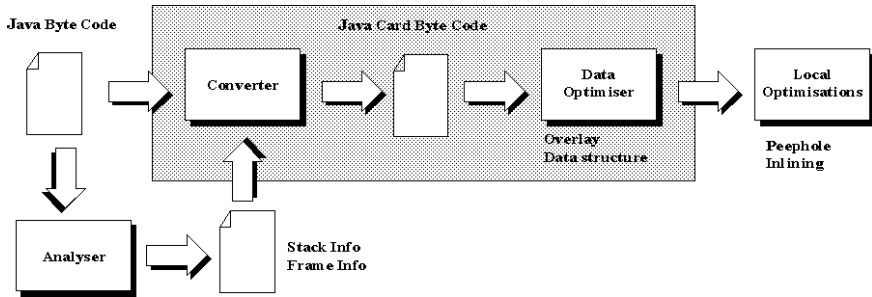 Java Byte Code
Java Card Byte Code
Converter
Data
Optimiser
Local
Optimisations
Overlay
Data structure
Peephole
Inlining
Analyser
Stack Info
Frame Info